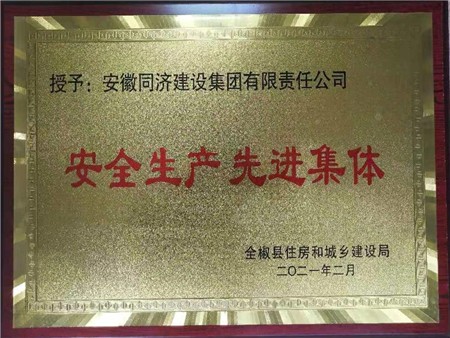 授予：安徽同济建设集团有限责任公司
安全生产先进集体
全椒县住房和城乡建设局
二〇二一年二月